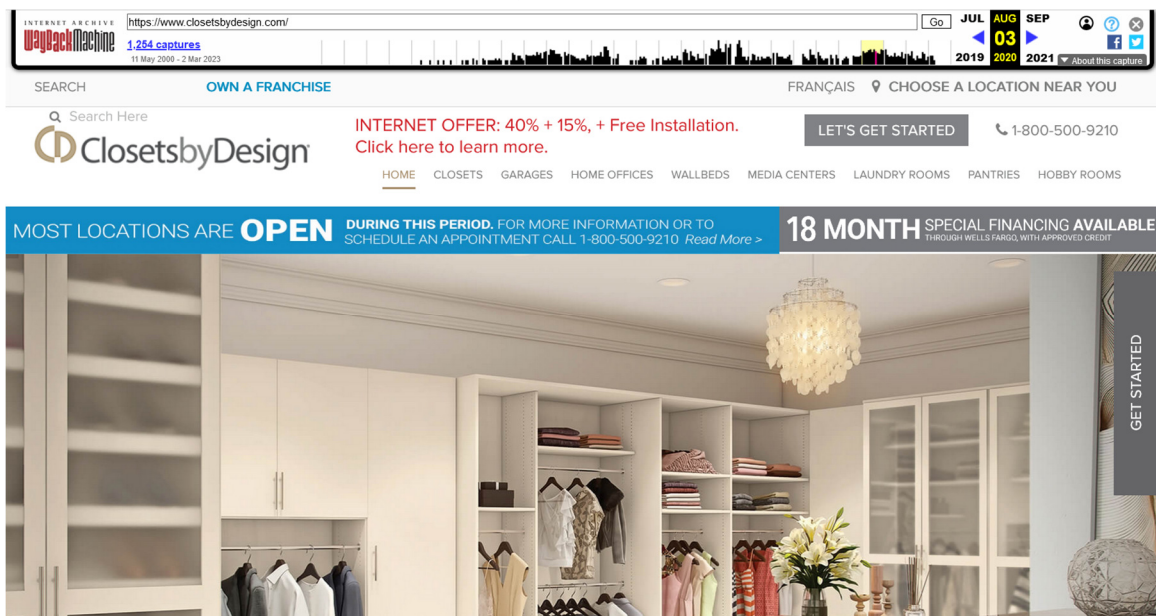 INTERNET ARCHIVE
WayBackMachine
https://www.closetsbydesign.com/
Go
JUL AUG SEP
1,254 captures
03
11 May 2000 - 2 Mar 2023
2019 2020 2021
About this capture
SEARCH
OWN A FRANCHISE
FRANÇAIS
CHOOSE A LOCATION NEAR YOU
Search Here
ClosetsbyDesign
INTERNET OFFER: 40% + 15%, + Free Installation.
Click here to learn more.
LET'S GET STARTED
1-800-500-9210
HOME CLOSETS GARAGES HOME OFFICES WALLBEDS MEDIA CENTERS LAUNDRY ROOMS PANTRIES HOBBY ROOMS
MOST LOCATIONS ARE OPEN
DURING THIS PERIOD. FOR MORE INFORMATION OR TO
SCHEDULE AN APPOINTMENT CALL 1-800-500-9210 Read More >
18 MONTH SPECIAL FINANCING AVAILABLE
THROUGH WELLS FARGO, WITH APPROVED CREDIT
GET STARTED